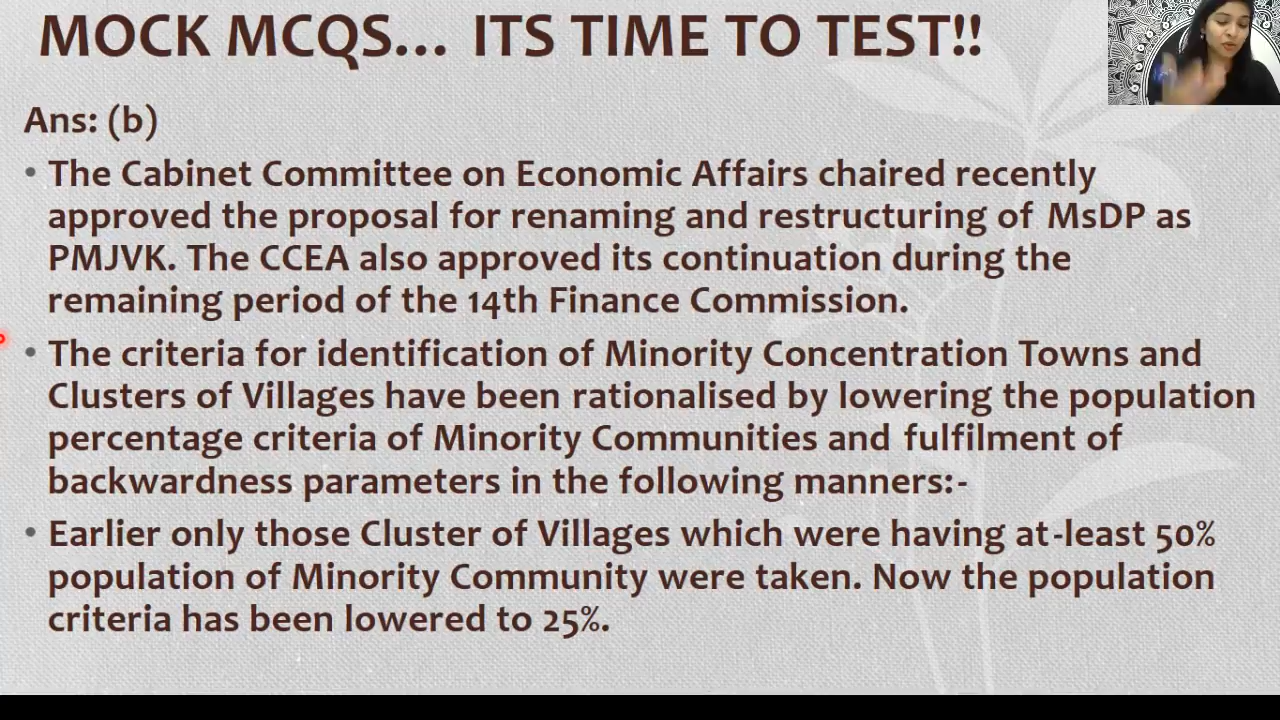 MOCK MCQS... ITS TIME TO TEST!!
Ans: (b)
• The Cabinet Committee on Economic Affairs chaired recently
approved the proposal for renaming and restructuring of MsDP as
PMJVK. The CCEA also approved its continuation during the
remaining period of the 14th Finance Commission.
• The criteria for identification of Minority Concentration Towns and
Clusters of Villages have been rationalised by lowering the population
percentage criteria of Minority Communities and fulfilment of
backwardness parameters in the following manners:-
• Earlier only those Cluster of Villages which were having at-least 50%
population of Minority Community were taken. Now the population
criteria has been lowered to 25%.